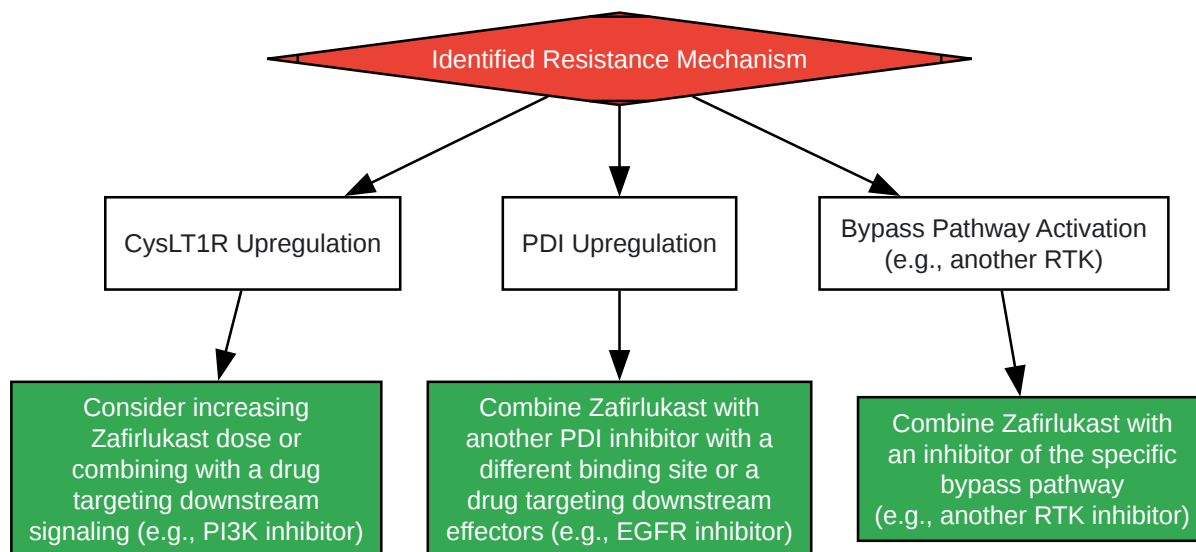 Identified Resistance Mechanism
CysLT1R Upregulation
PDI Upregulation
Bypass Pathway Activation
(e.g., another RTK)
Consider increasing
Zafirlukast dose or
combining with a drug
targeting downstream
signaling (e.g., PI3K inhibitor)
Combine Zafirlukast with
another PDI inhibitor with a
different binding site or a
drug targeting downstream
effectors (e.g., EGFR inhibitor)
Combine Zafirlukast with
an inhibitor of the specific
bypass pathway
(e.g., another RTK inhibitor)